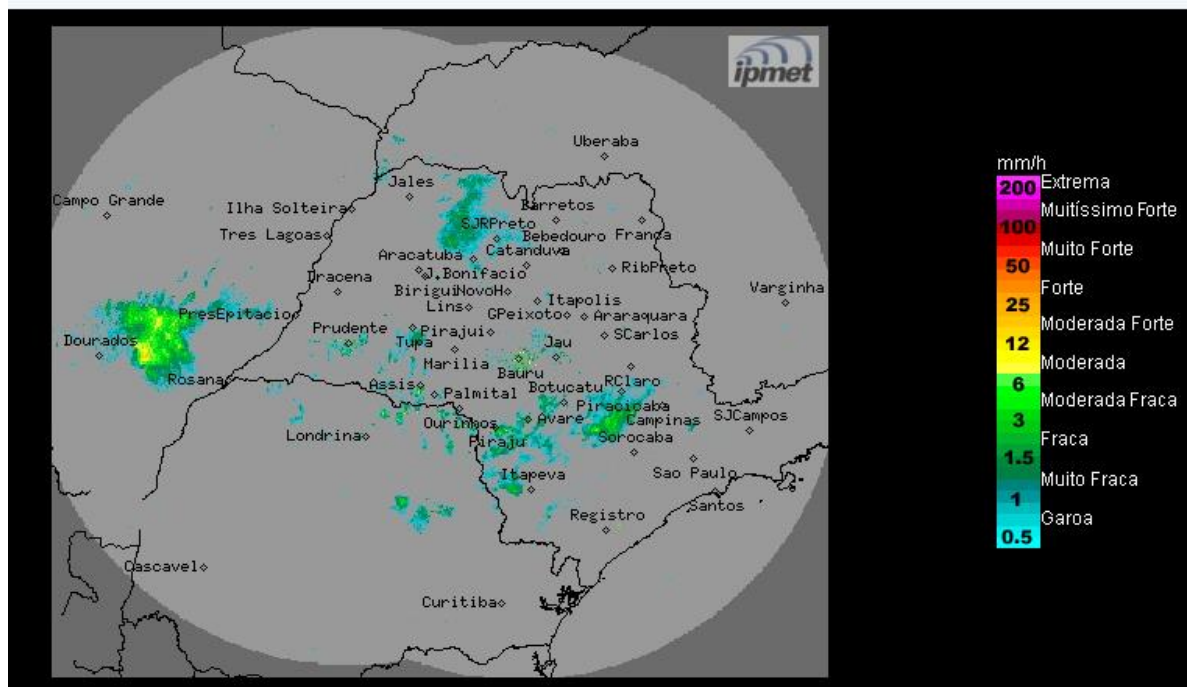 ipmet
Uberaba
Jales
Campo Grande
Ilha Solteira
Barretos
Tres Lagoas
SJRPreto
Bebedouro
Franca
Aracatuba
Catanduva
Dracena
J.Bonifacio
RibPreto
Birigui
NovoH
Itapolis
Varginha
PresEpitacio
Lins
GPeixoto
Araraquara
Prudente
Pirajui
SCarlos
Dourados
Tupa
Jau
Marilia
Bauru
Rosana
Assis
Palmital
Botucatu
RClaro
Piracicaba
Ourinhos
Avare
Campinas
SJCampos
Londrina
Piraju
Sorocaba
Itapeva
Sao Paulo
Santos
Registro
Cascavel
Curitiba
mm/h
200 Extrema
Muitíssimo Forte
100
Muito Forte
50
Forte
25
Moderada Forte
12
Moderada
6
Moderada Fraca
3
Fraca
1.5
Muito Fraca
1
Garoa
0.5